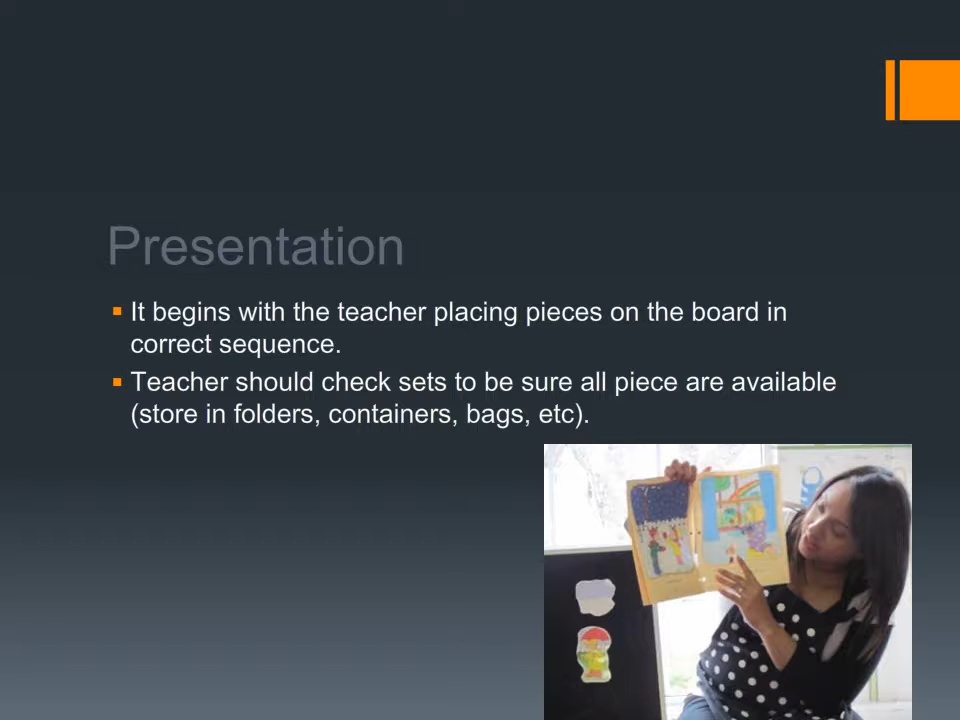 Presentation
It begins with the teacher placing pieces on the board in
correct sequence.
Teacher should check sets to be sure all piece are available
(store in folders, containers, bags, etc).